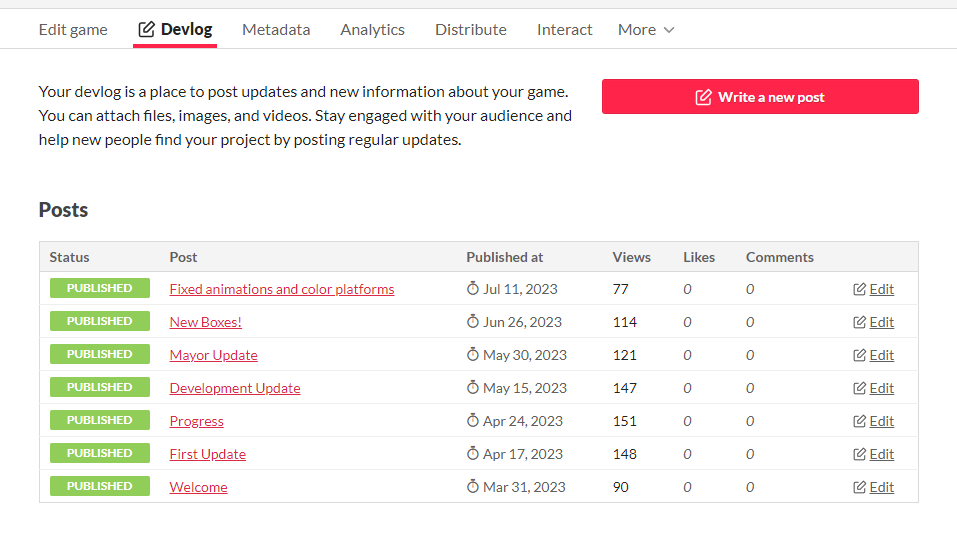 Edit game Devlog Metadata Analytics Distribute Interact More
Your devlog is a place to post updates and new information about your game.
You can attach files, images, and videos. Stay engaged with your audience and
help new people find your project by posting regular updates.
Write a new post
Posts
Status Post Published at Views Likes Comments
PUBLISHED Fixed animations and color platforms Jul 11, 2023 77 0 0 Edit
PUBLISHED New Boxes! Jun 26, 2023 114 0 0 Edit
PUBLISHED Mayor Update May 30, 2023 121 0 0 Edit
PUBLISHED Development Update May 15, 2023 147 0 0 Edit
PUBLISHED Progress Apr 24, 2023 151 0 0 Edit
PUBLISHED First Update Apr 17, 2023 148 0 0 Edit
PUBLISHED Welcome Mar 31, 2023 90 0 0 Edit